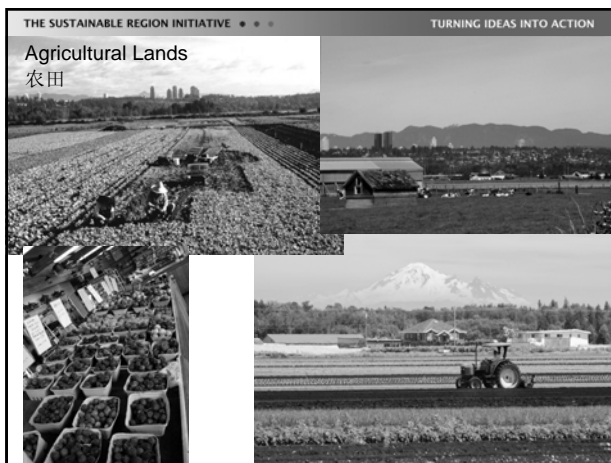 THE SUSTAINABLE REGION INITIATIVE ● ● ● TURNING IDEAS INTO ACTION
Agricultural Lands
农田